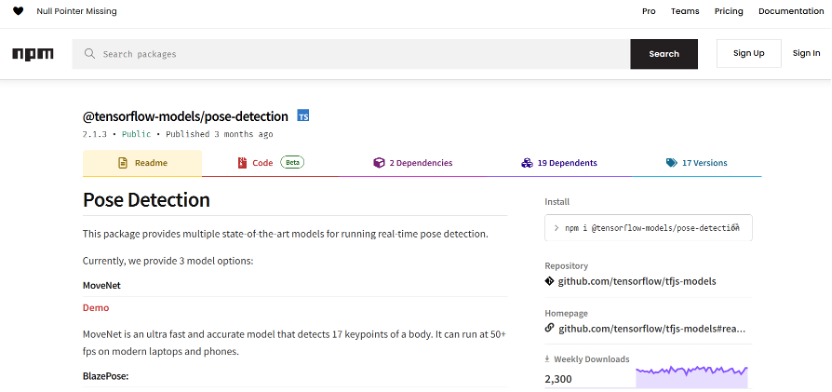 Null Pointer Missing
Pro Teams Pricing Documentation
npm
Search packages
Search
Sign Up
Sign In
@tensorflow-models/pose-detection TS
2.1.3 • Public • Published 3 months ago
Readme
Code Beta
2 Dependencies
19 Dependents
17 Versions
Pose Detection
This package provides multiple state-of-the-art models for running real-time pose detection.
Currently, we provide 3 model options:
MoveNet
Demo
MoveNet is an ultra fast and accurate model that detects 17 keypoints of a body. It can run at 50+
fps on modern laptops and phones.
BlazePose:
Install
npm i @tensorflow-models/pose-detection
Repository
github.com/tensorflow/tfjs-models
Homepage
github.com/tensorflow/tfjs-models#rea...
Weekly Downloads
2,300